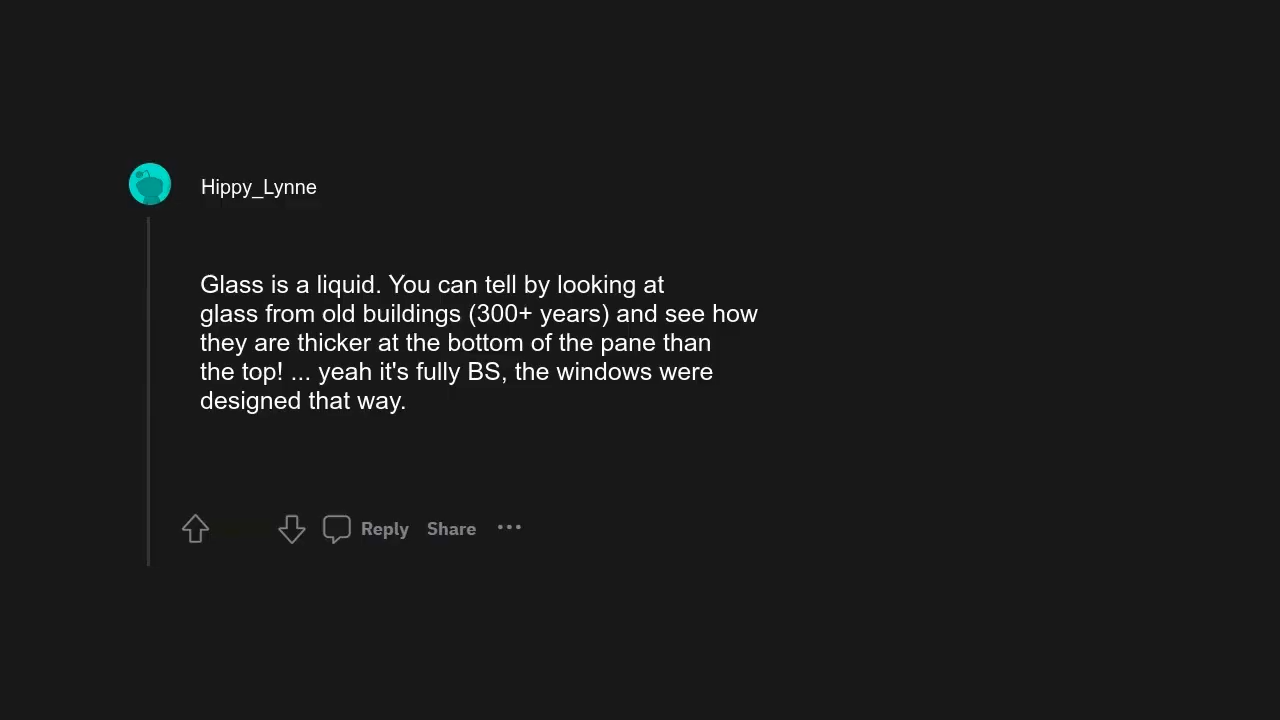 Hippy_Lynne
Glass is a liquid. You can tell by looking at
glass from old buildings (300+ years) and see how
they are thicker at the bottom of the pane than
the top! ... yeah it's fully BS, the windows were
designed that way.
Reply Share